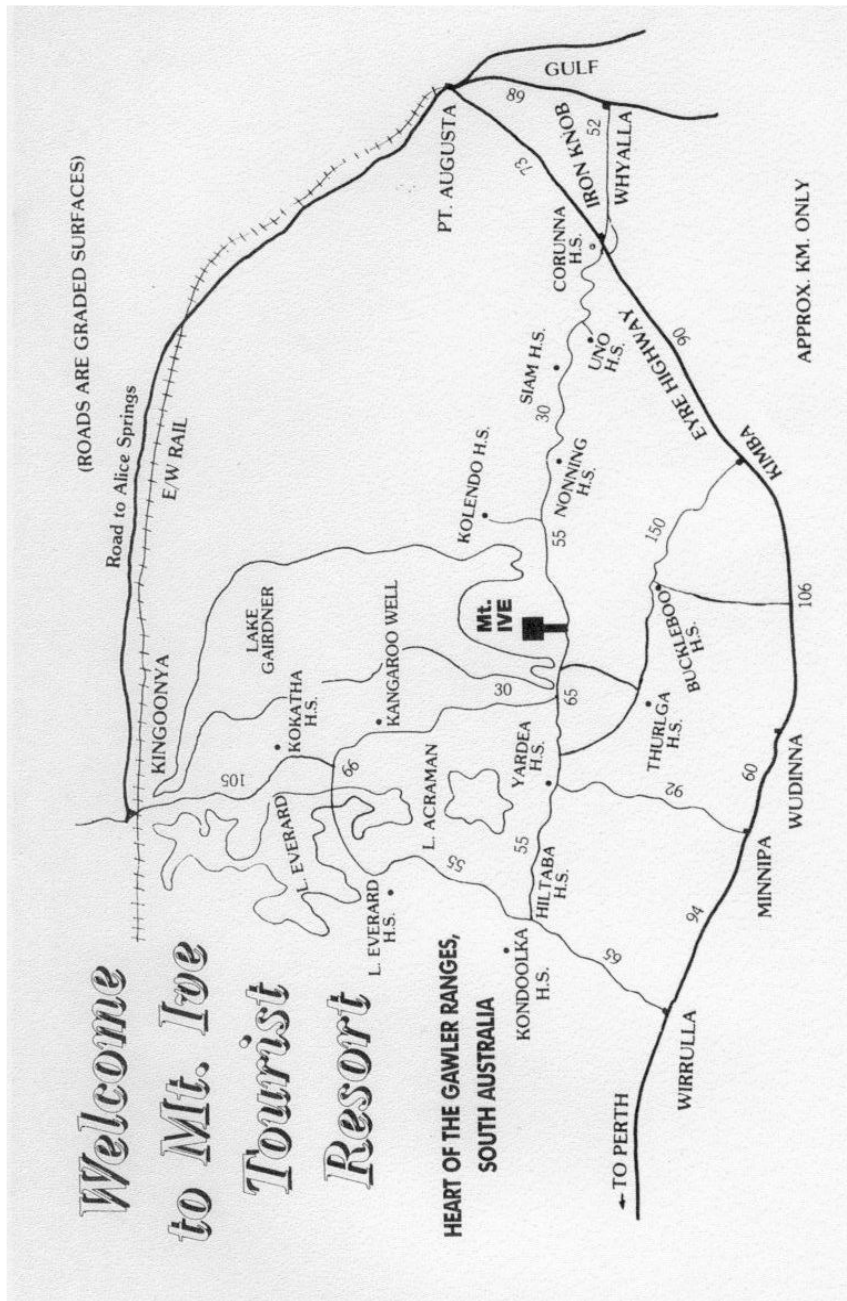 Welcome
to Mt. Ive
Tourist
Resort
HEART OF THE GAWLER RANGES,
SOUTH AUSTRALIA
(ROADS ARE GRADED SURFACES)
Road to Alice Springs
E/W RAIL
KINGOONYA
LAKE
GAIRDNER
KOKATHA
H.S.
105
L. EVERARD
99
KANGAROO WELL
L. ACRAMAN
L. EVERARD
H.S.
55
30
Mt.
IVE
KOLENDO H.S.
PT. AUGUSTA
GULF
89
73
IRON KNOB
52
WHYALLA
CORUNNA
H.S.
UNO
H.S.
SIAM H.S.
30
NONNING
H.S.
55
65
YARDEA
H.S.
55
HILTABA
H.S.
KONDOOLKA
H.S.
65
92
THURLGA
H.S.
BUCKLEBOO
H.S.
150
EYRE HIGHWAY
90
KIMBA
106
WUDINNA
60
MINNIPA
94
WIRRULLA
←TO PERTH
APPROX. KM. ONLY